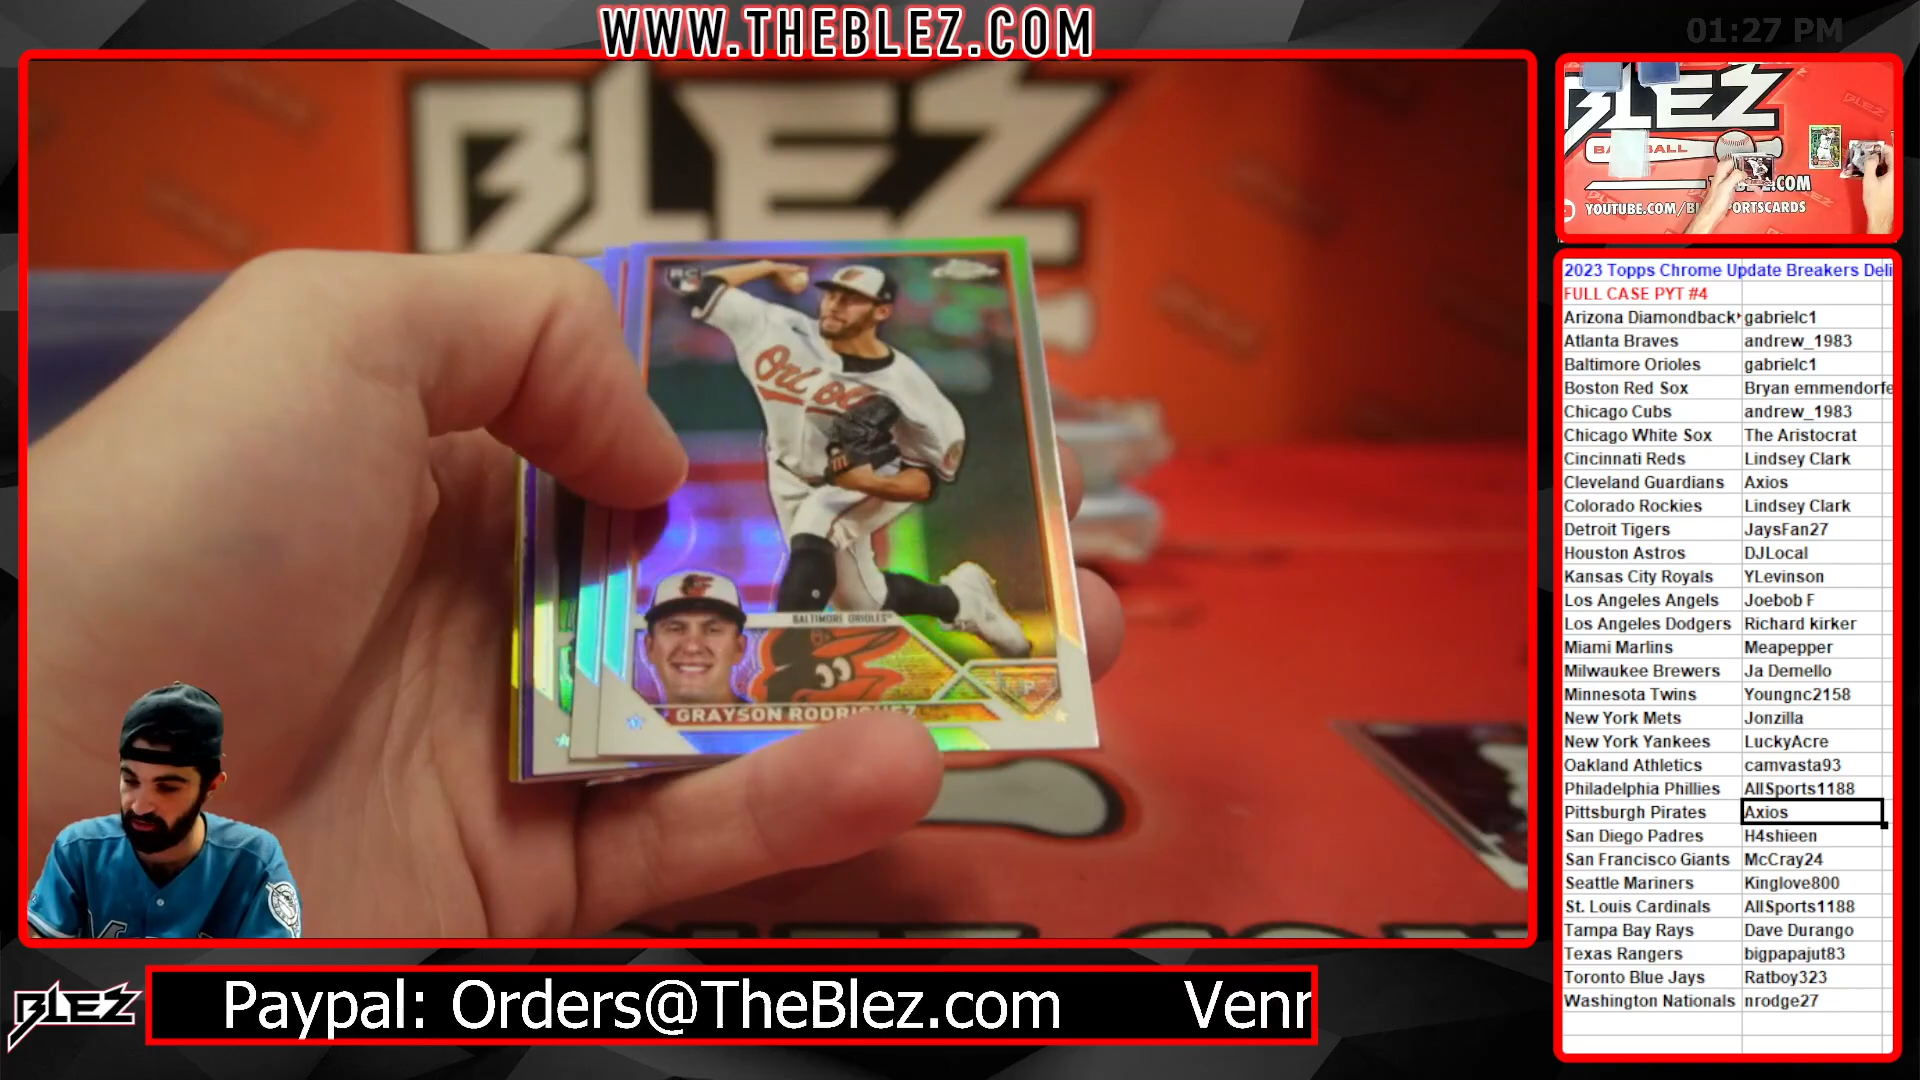 WWW.THEBLEZ.COM
01:27 PM
BLEZ
RC
Orioles
BALTIMORE ORIOLES
GRAYSON RODRIGUEZ
BLEZ
BLEZ
.COM
YOUTUBE.COM/
2023 Topps Chrome Update Breakers Deli
FULL CASE PYT #4
Arizona Diamondback gabrielc1
Atlanta Braves andrew_1983
Baltimore Orioles gabrielc1
Boston Red Sox Bryan emmendorfe
Chicago Cubs andrew_1983
Chicago White Sox The Aristocrat
Cincinnati Reds Lindsey Clark
Cleveland Guardians Axios
Colorado Rockies Lindsey Clark
Detroit Tigers JaysFan27
Houston Astros DJLocal
Kansas City Royals YLevinson
Los Angeles Angels Joebob F
Los Angeles Dodgers Richard kirker
Miami Marlins Meapepper
Milwaukee Brewers Ja Demello
Minnesota Twins Youngnc2158
New York Mets Jonzilla
New York Yankees LuckyAcre
Oakland Athletics camvasta93
Philadelphia Phillies AllSports1188
Pittsburgh Pirates Axios
San Diego Padres H4shieen
San Francisco Giants McCray24
Seattle Mariners Kinglove800
St. Louis Cardinals AllSports1188
Tampa Bay Rays Dave Durango
Texas Rangers bigpapajut83
Toronto Blue Jays Ratboy323
Washington Nationals nrodge27
BLEZ
Paypal: Orders@TheBlez.com Venr